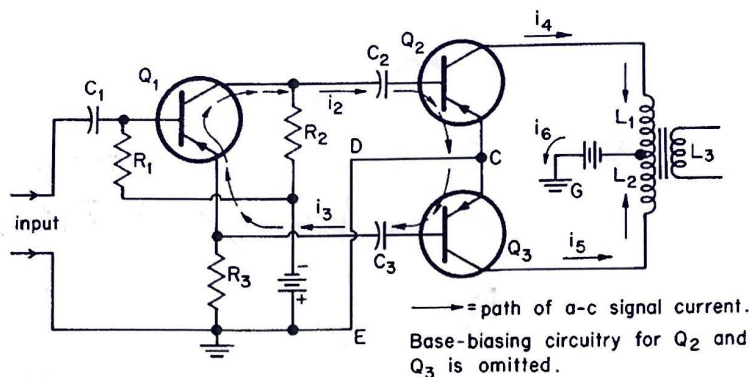 i4
Q2
C2
Q1
C1
i2
L1
i6
R2
D
C
L3
R1
L2
G
input
i3
C3
Q3
i5
R3
-
+
E
= path of a-c signal current.
Base-biasing circuitry for Q2 and
Q3 is omitted.